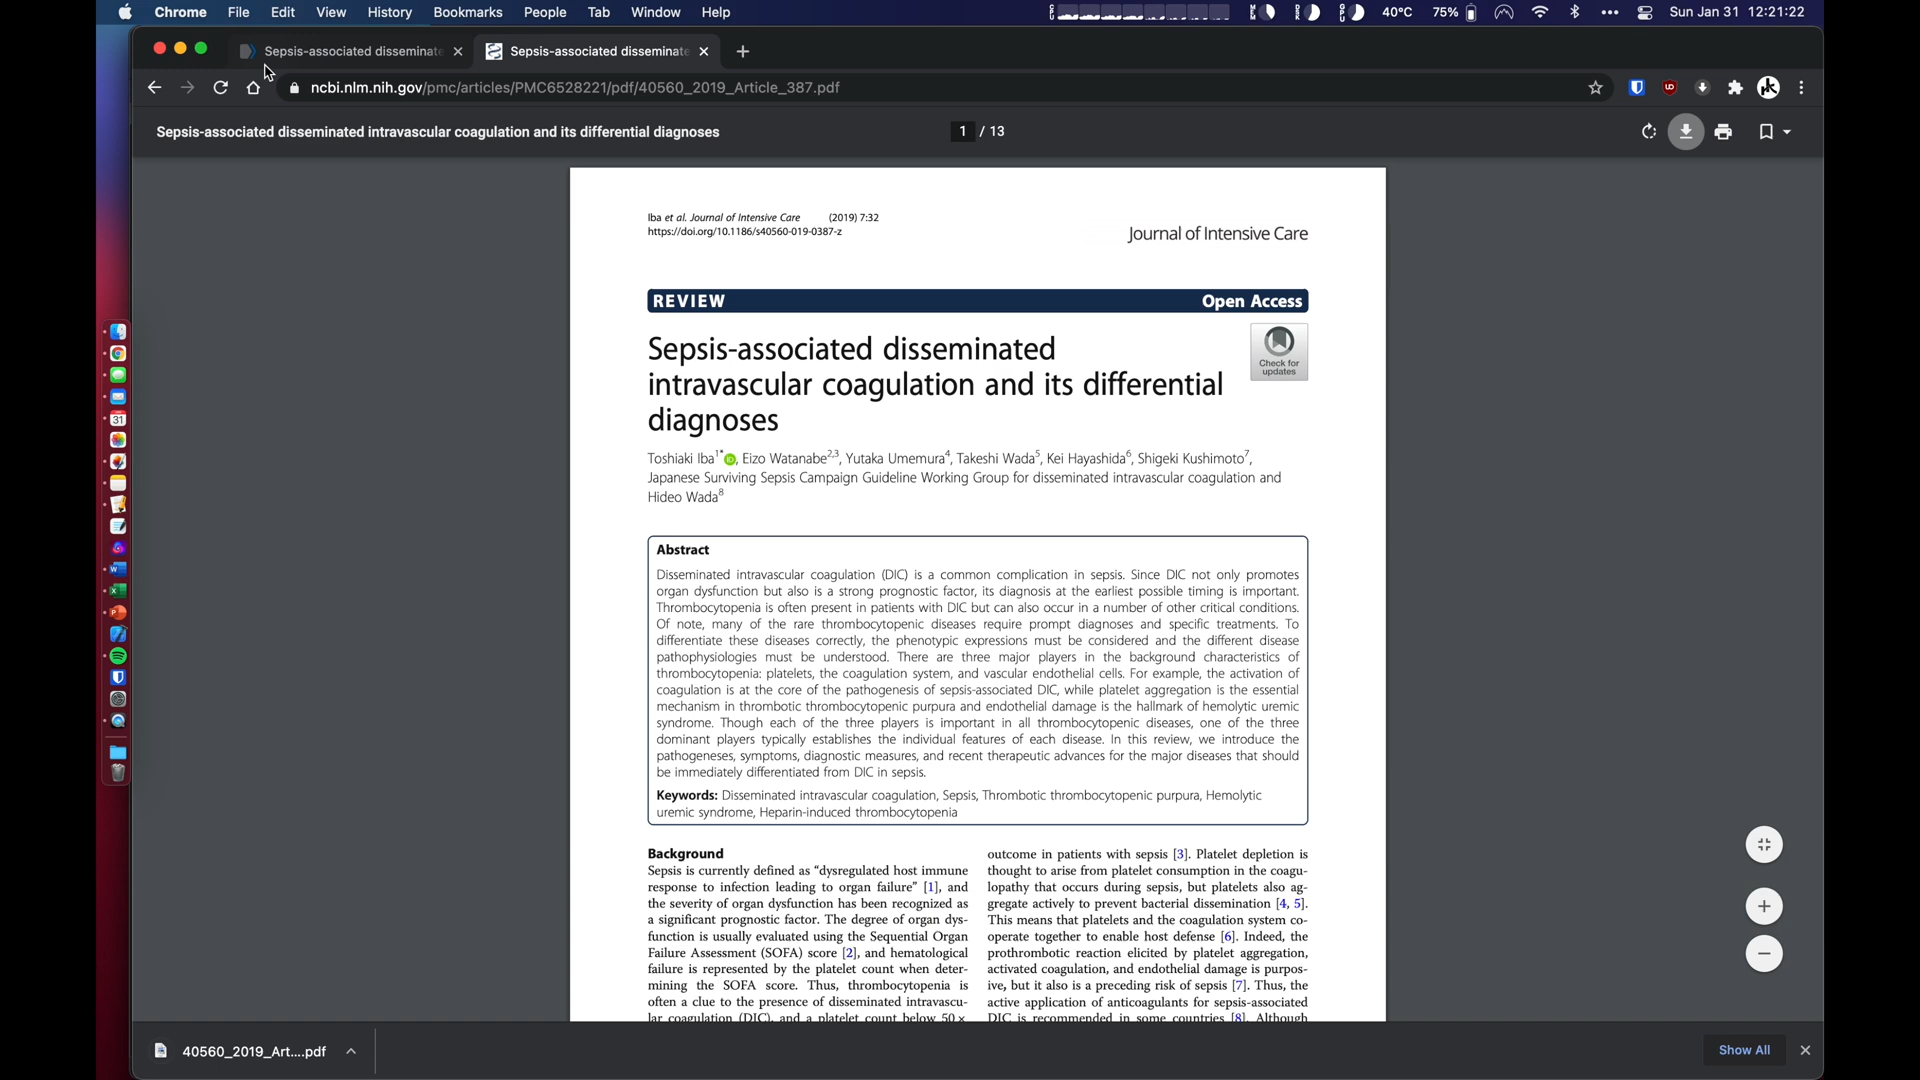 Chrome File Edit View History Bookmarks People Tab Window Help 40°C 75% Sun Jan 31 12:21:22
Sepsis-associated disseminate Sepsis-associated disseminate
ncbi.nlm.nih.gov/pmc/articles/PMC6528221/pdf/40560_2019_Article_387.pdf
Sepsis-associated disseminated intravascular coagulation and its differential diagnoses 1 / 13
Iba et al. Journal of Intensive Care (2019) 7:32
https://doi.org/10.1186/s40560-019-0387-z
Journal of Intensive Care
REVIEW Open Access
Sepsis-associated disseminated
intravascular coagulation and its differential
diagnoses
Check for
updates
Toshiaki Iba1*, Eizo Watanabe2,3, Yutaka Umemura4, Takeshi Wada5, Kei Hayashida6, Shigeki Kushimoto7,
Japanese Surviving Sepsis Campaign Guideline Working Group for disseminated intravascular coagulation and
Hideo Wada8
Abstract
Disseminated intravascular coagulation (DIC) is a common complication in sepsis. Since DIC not only promotes
organ dysfunction but also is a strong prognostic factor, its diagnosis at the earliest possible timing is important.
Thrombocytopenia is often present in patients with DIC but can also occur in a number of other critical conditions.
Of note, many of the rare thrombocytopenic diseases require prompt diagnoses and specific treatments. To
differentiate these diseases correctly, the phenotypic expressions must be considered and the different disease
pathophysiologies must be understood. There are three major players in the background characteristics of
thrombocytopenia: platelets, the coagulation system, and vascular endothelial cells. For example, the activation of
coagulation is at the core of the pathogenesis of sepsis-associated DIC, while platelet aggregation is the essential
mechanism in thrombotic thrombocytopenic purpura and endothelial damage is the hallmark of hemolytic uremic
syndrome. Though each of the three players is important in all thrombocytopenic diseases, one of the three
dominant players typically establishes the individual features of each disease. In this review, we introduce the
pathogeneses, symptoms, diagnostic measures, and recent therapeutic advances for the major diseases that should
be immediately differentiated from DIC in sepsis.
Keywords: Disseminated intravascular coagulation, Sepsis, Thrombotic thrombocytopenic purpura, Hemolytic
uremic syndrome, Heparin-induced thrombocytopenia
Background
Sepsis is currently defined as “dysregulated host immune
response to infection leading to organ failure” [1], and
the severity of organ dysfunction has been recognized as
a significant prognostic factor. The degree of organ dys-
function is usually evaluated using the Sequential Organ
Failure Assessment (SOFA) score [2], and hematological
failure is represented by the platelet count when deter-
mining the SOFA score. Thus, thrombocytopenia is
often a clue to the presence of disseminated intravascu-
lar coagulation (DIC), and a platelet count below 50 ×
outcome in patients with sepsis [3]. Platelet depletion is
thought to arise from platelet consumption in the coagu-
lopathy that occurs during sepsis, but platelets also ag-
gregate actively to prevent bacterial dissemination [4, 5].
This means that platelets and the coagulation system co-
operate together to enable host defense [6]. Indeed, the
prothrombotic reaction elicited by platelet aggregation,
activated coagulation, and endothelial damage is purpos-
ive, but it also is a preceding risk of sepsis [7]. Thus, the
active application of anticoagulants for sepsis-associated
DIC is recommended in some countries [8]. Although
40560_2019_Art....pdf Show All